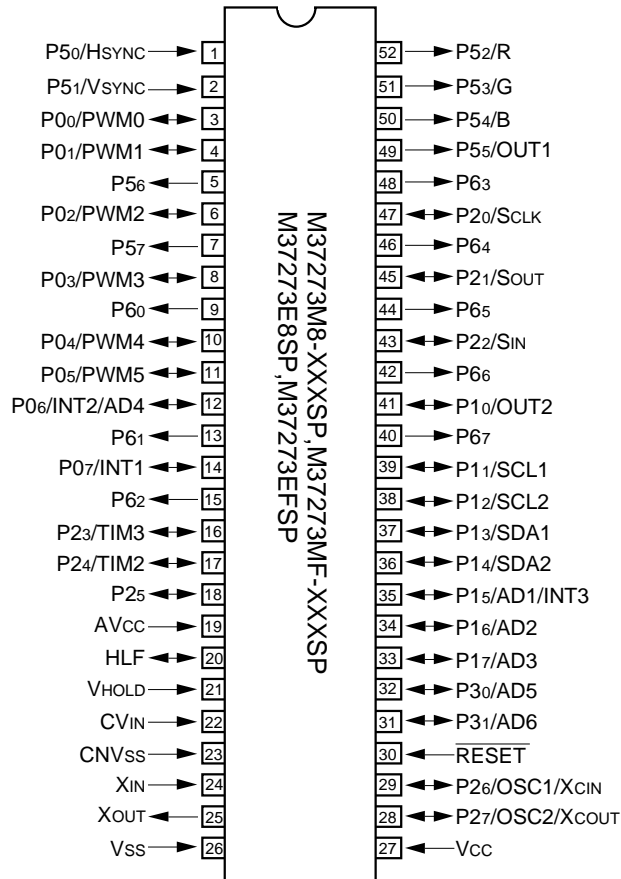 P50/HSYNC 1 52 P52/R
P51/VSYNC 2 51 P53/G
P00/PWM0 3 50 P54/B
P01/PWM1 4 49 P55/OUT1
P56 5 48 P63
P02/PWM2 6 47 P20/SCLK
P57 7 46 P64
P03/PWM3 8 45 P21/SOUT
P60 9 44 P65
P04/PWM4 10 43 P22/SIN
P05/PWM5 11 42 P66
P06/INT2/AD4 12 41 P10/OUT2
P61 13 40 P67
P07/INT1 14 39 P11/SCL1
P62 15 38 P12/SCL2
P23/TIM3 16 37 P13/SDA1
P24/TIM2 17 36 P14/SDA2
P25 18 35 P15/AD1/INT3
AVCC 19 34 P16/AD2
HLF 20 33 P17/AD3
VHOLD 21 32 P30/AD5
CVIN 22 31 P31/AD6
CNVSS 23 30 RESET
XIN 24 29 P26/OSC1/XCIN
XOUT 25 28 P27/OSC2/XCOUT
VSS 26 27 VCC
M37273M8-XXXSP,M37273MF-XXXSP
M37273E8SP,M37273EFSP